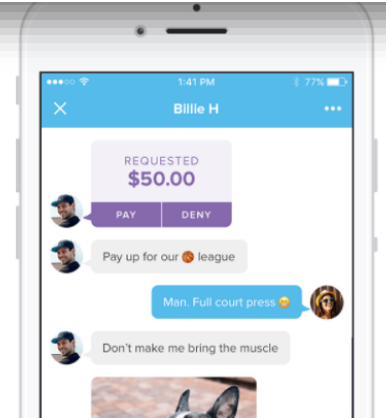 1:41 PM 77%
Billie H
REQUESTED
$50.00
PAY DENY
Pay up for our 🏀 league
Man. Full court press 😁
Don't make me bring the muscle